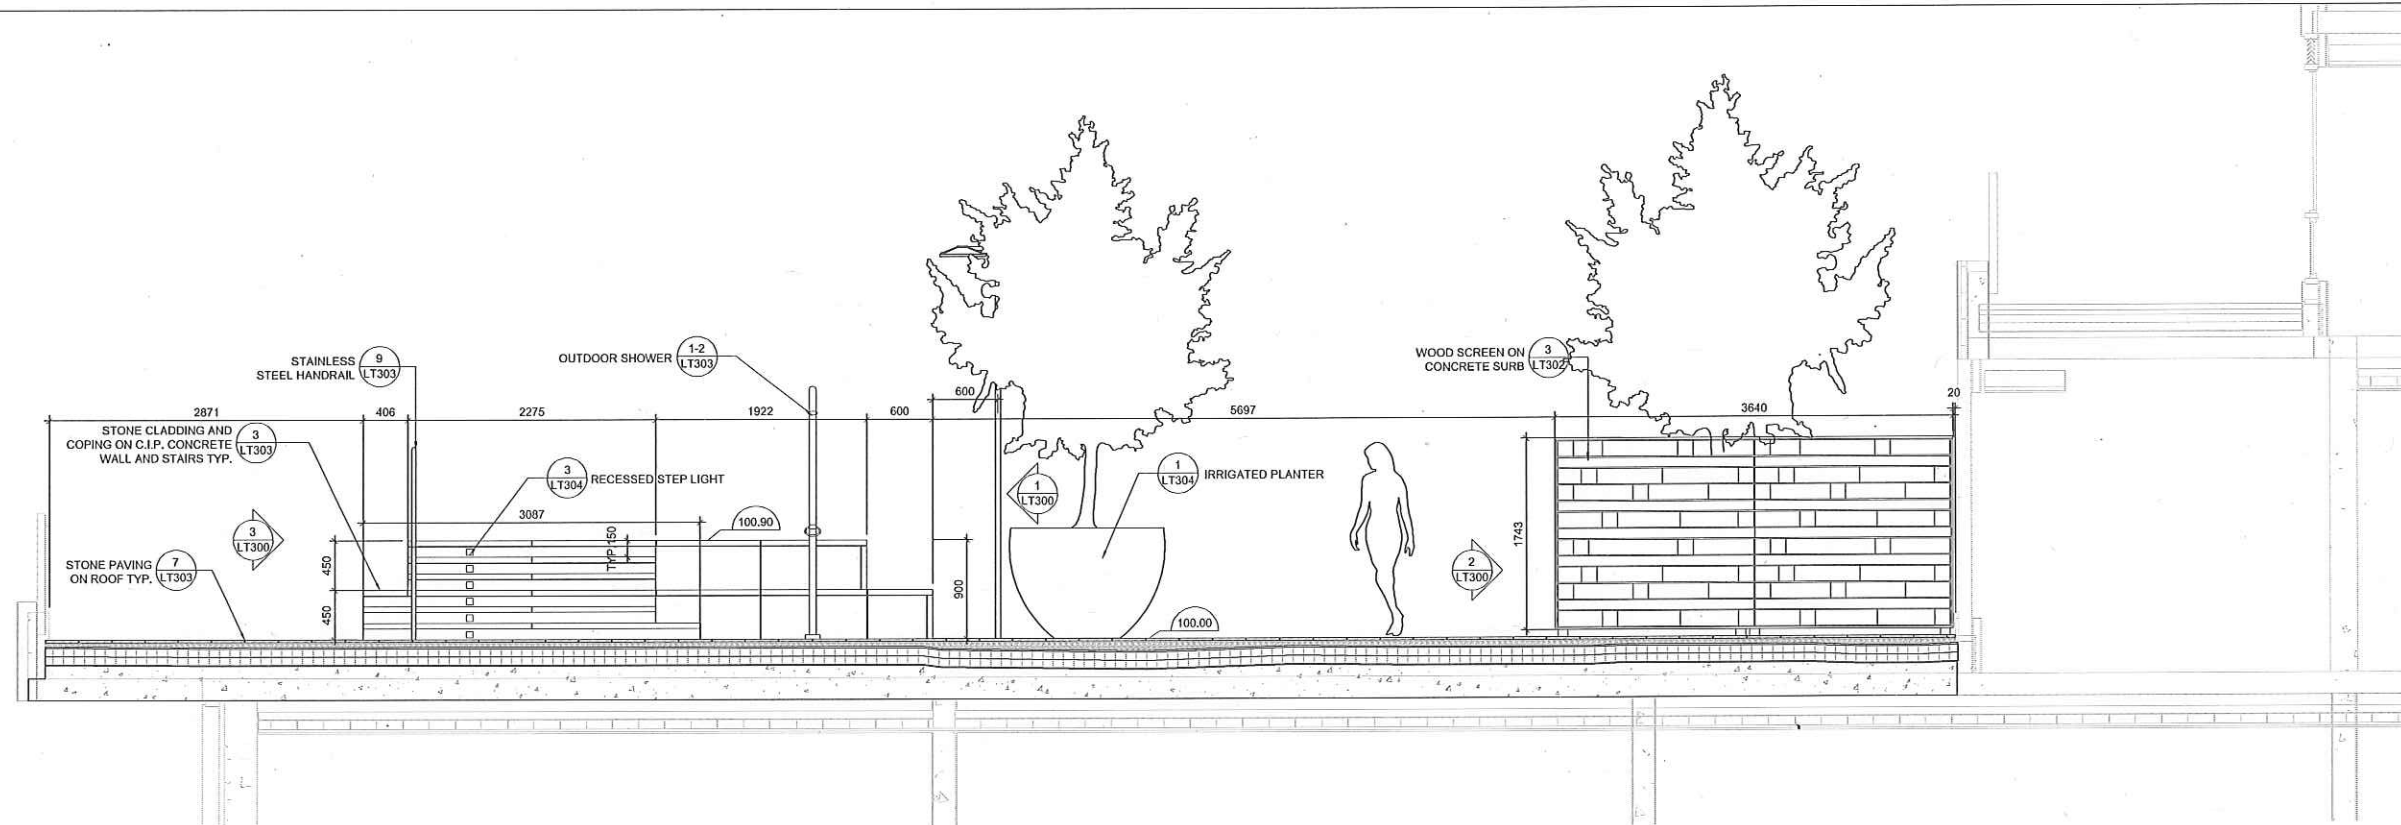 STAINLESS
STEEL HANDRAIL
9
LT303
OUTDOOR SHOWER
1-2
LT303
WOOD SCREEN ON
CONCRETE SURB
3
LT302
2871
406
2275
1922
600
600
5697
3640
20
STONE CLADDING AND
COPING ON C.I.P. CONCRETE
WALL AND STAIRS TYP.
3
LT303
3
LT304
RECESSED STEP LIGHT
1
LT300
1
LT304
IRRIGATED PLANTER
3087
100.90
TYP. 150
3
LT300
450
450
900
1743
2
LT300
STONE PAVING
ON ROOF TYP.
7
LT303
100.00